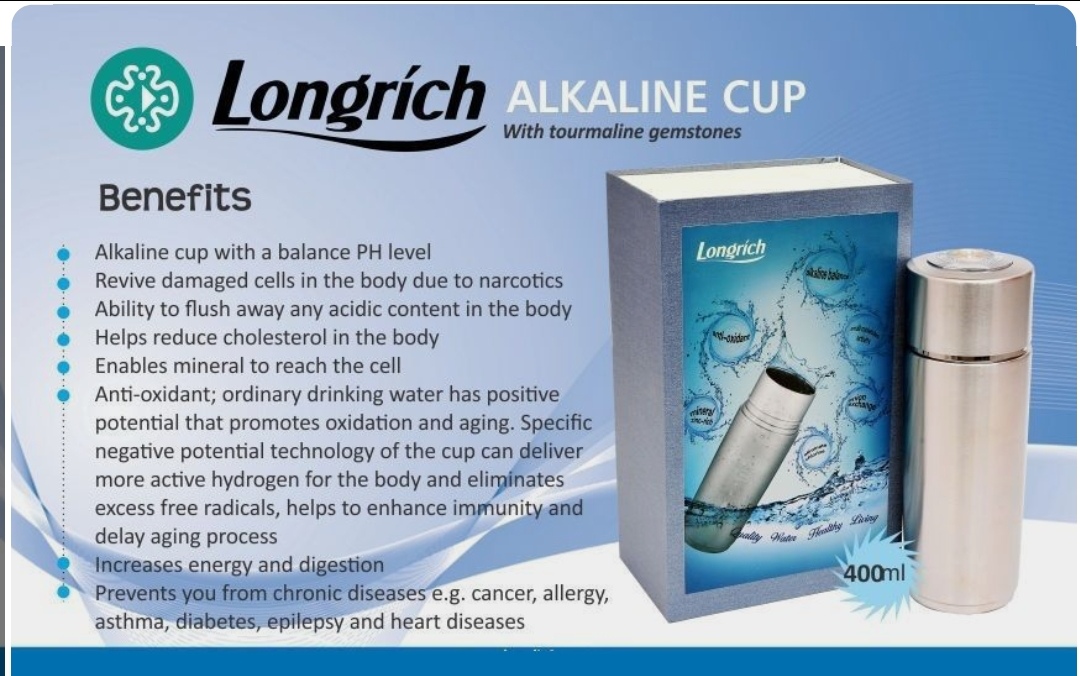 Longrích ALKALINE CUP
With tourmaline gemstones
Benefits
Alkaline cup with a balance PH level
Revive damaged cells in the body due to narcotics
Ability to flush away any acidic content in the body
Helps reduce cholesterol in the body
Enables mineral to reach the cell
Anti-oxidant; ordinary drinking water has positive
potential that promotes oxidation and aging. Specific
negative potential technology of the cup can deliver
more active hydrogen for the body and eliminates
excess free radicals, helps to enhance immunity and
delay aging process
Increases energy and digestion
Prevents you from chronic diseases e.g. cancer, allergy,
asthma, diabetes, epilepsy and heart diseases
Longrích
alkaline balance
anti-oxidant
mineral
Quality Water Healthy Living
400ml